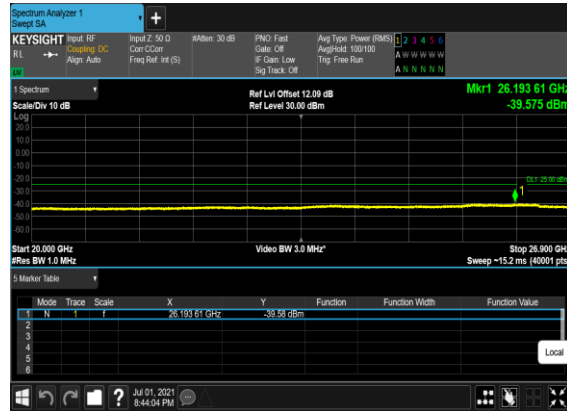 Spectrum Analyzer 1
Swept SA
+
KEYSIGHT Input: RF Input Z: 50 Ω #Atten: 30 dB PNO: Fast Avg Type: Power (RMS) 1 2 3 4 5 6
RL Coupling: DC Corr CCorr Gate: Off Avg|Hold: 100/100 A W W W W W
Align: Auto Freq Ref: Int (S) IF Gain: Low Trig: Free Run A N N N N N
Sig Track: Off
1 Spectrum Ref Lvl Offset 12.09 dB Mkr1 26.193 61 GHz
Scale/Div 10 dB Ref Level 30.00 dBm -39.575 dBm
Log
20.0
10.0
0.00
-10.0
-20.0
DL1 -25.00 dBm
-30.0
1
-40.0
-50.0
-60.0
Start 20.000 GHz Video BW 3.0 MHz* Stop 26.900 GHz
#Res BW 1.0 MHz Sweep ~15.2 ms (40001 pts)
5 Marker Table
Mode Trace Scale X Y Function Function Width Function Value
1 N 1 f 26.193 61 GHz -39.58 dBm
2
3
4
5
6
Local
? Jul 01, 2021
8:44:04 PM